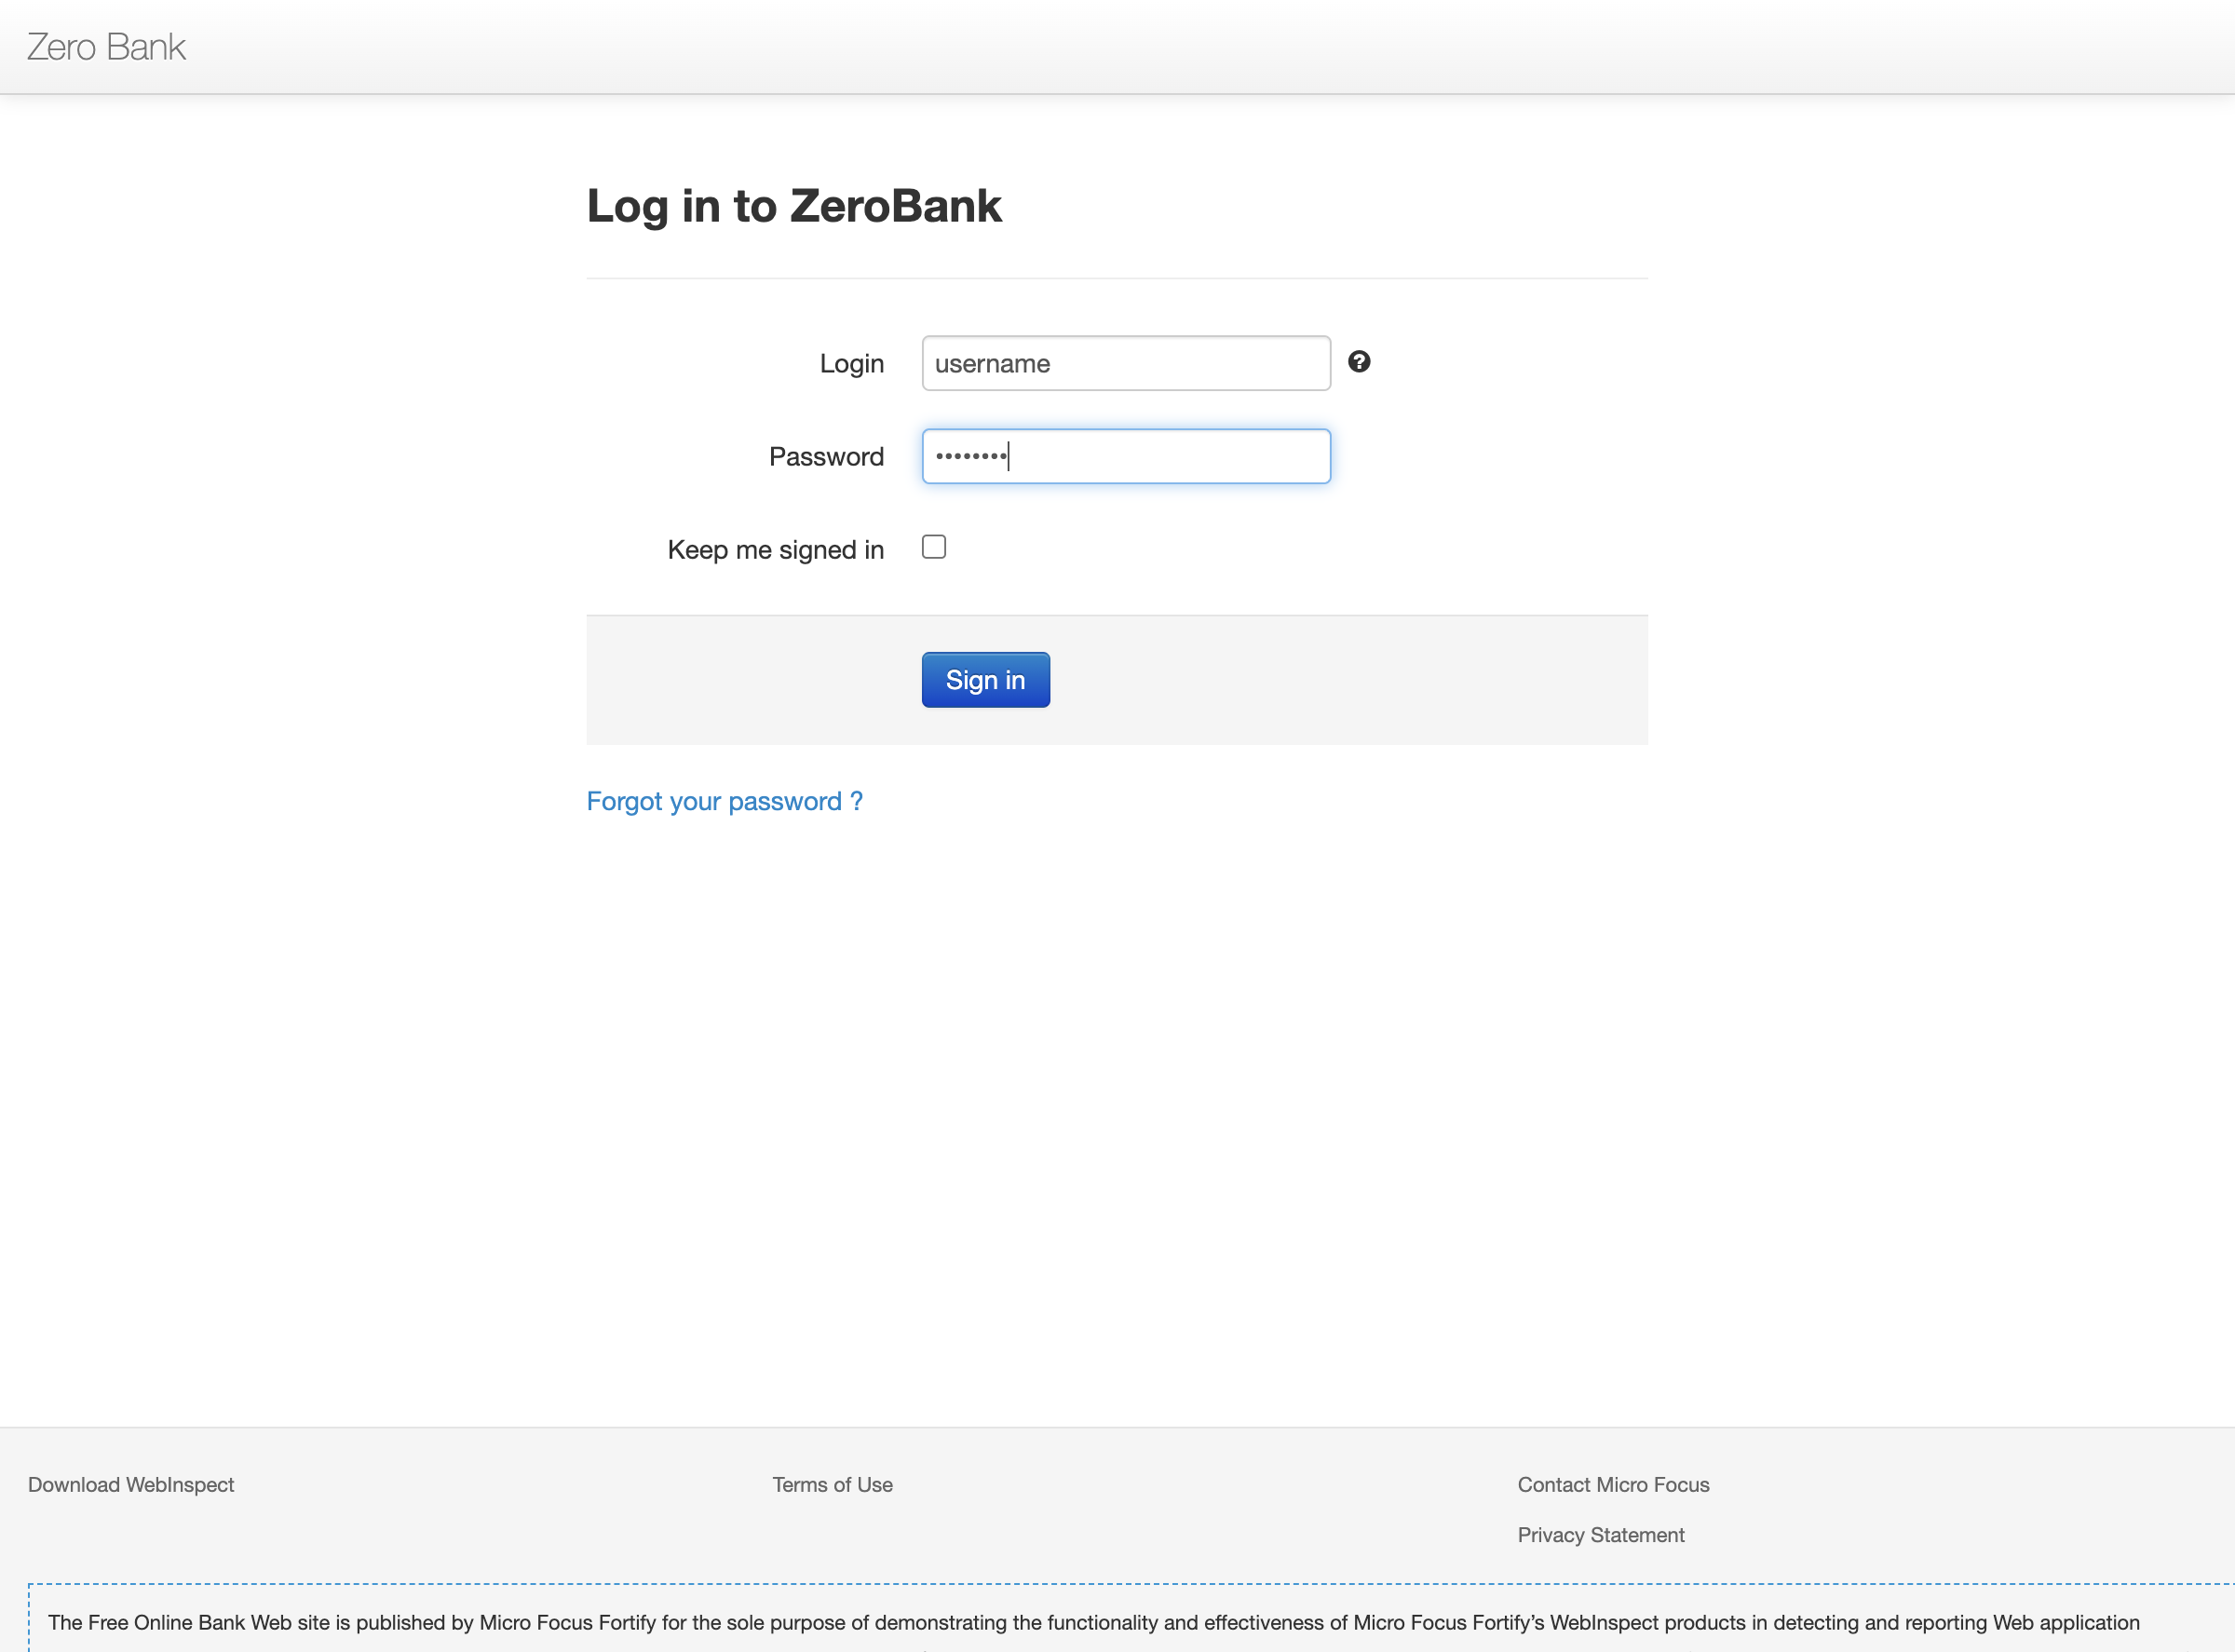 Zero Bank
Log in to ZeroBank
Login username
Password ••••••••
Keep me signed in
Sign in
Forgot your password ?
Download WebInspect Terms of Use Contact Micro Focus
Privacy Statement
The Free Online Bank Web site is published by Micro Focus Fortify for the sole purpose of demonstrating the functionality and effectiveness of Micro Focus Fortify’s WebInspect products in detecting and reporting Web application